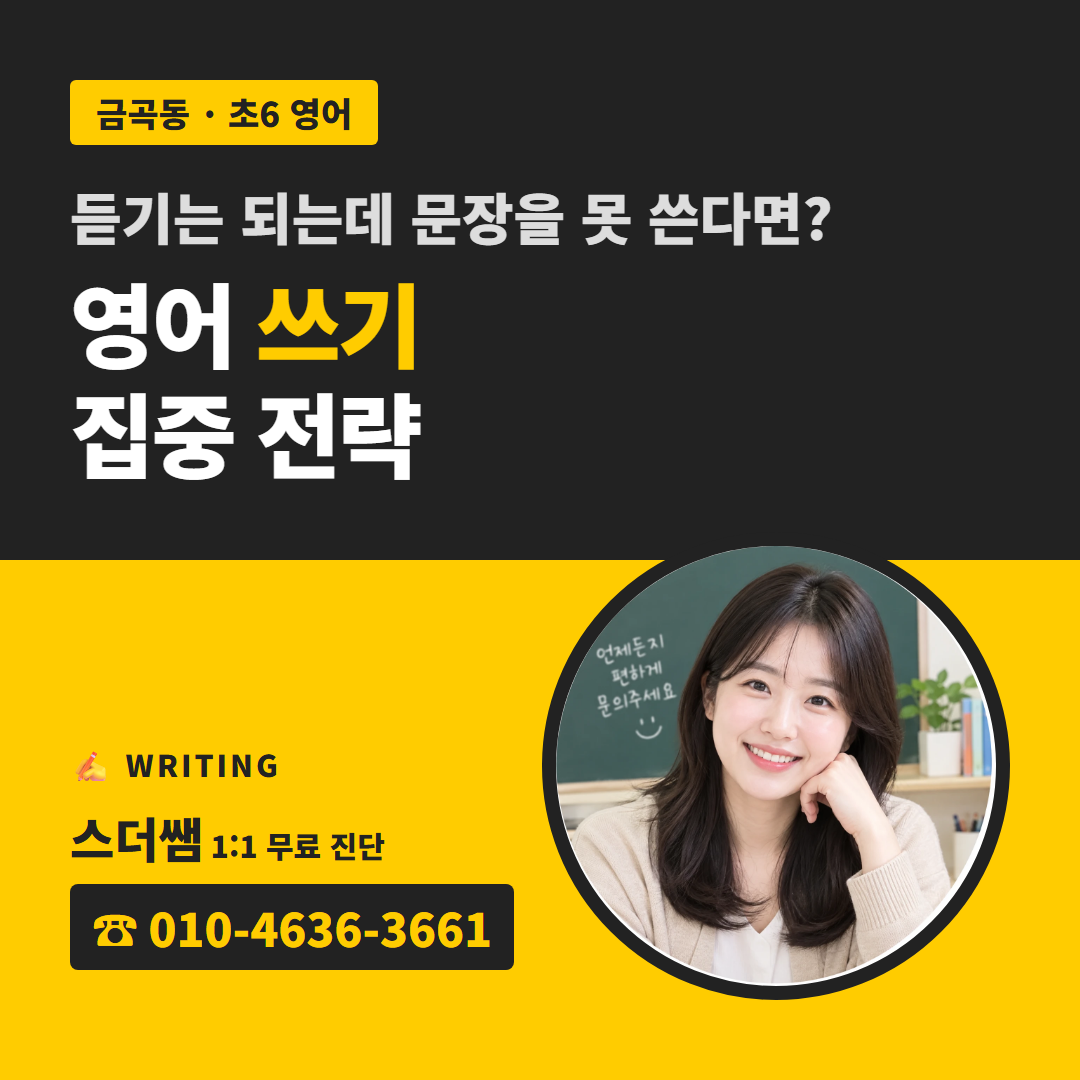 금곡동 · 초6 영어
듣기는 되는데 문장을 못 쓴다면?
영어 쓰기
집중 전략
언제든지
편하게
문의주세요
✍ WRITING
스더쌤 1:1 무료 진단
☎ 010-4636-3661